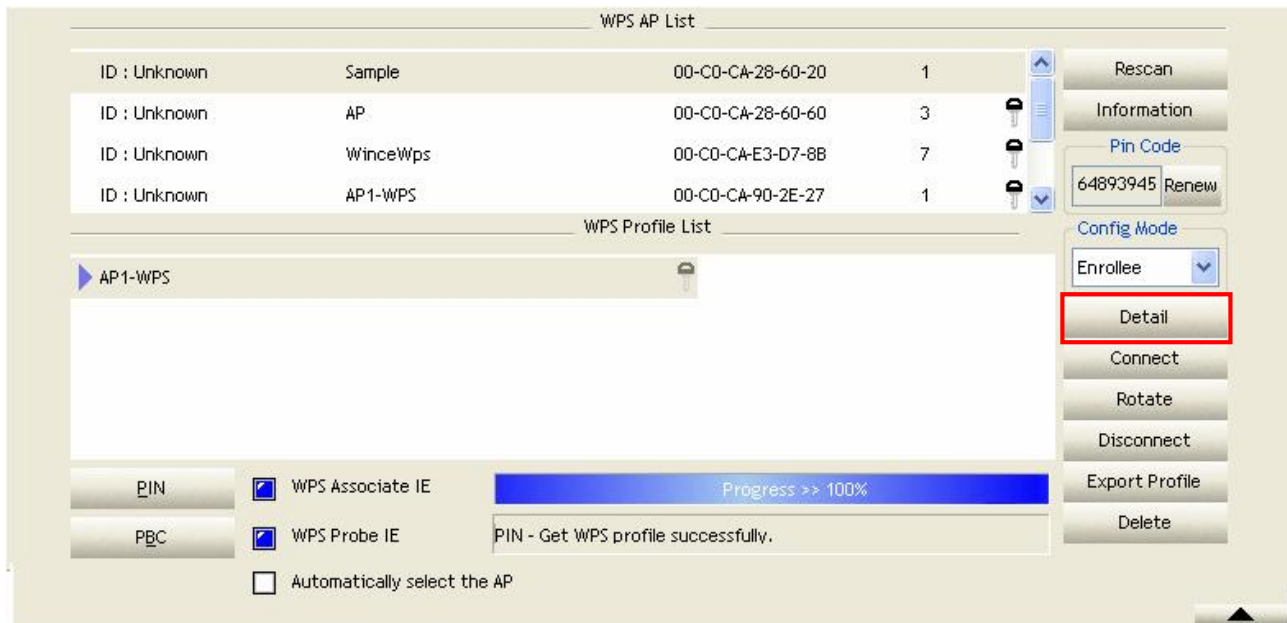 WPS AP List
ID : Unknown Sample 00-C0-CA-28-60-20 1
ID : Unknown AP 00-C0-CA-28-60-60 3
ID : Unknown WinceWps 00-C0-CA-E3-D7-8B 7
ID : Unknown AP1-WPS 00-C0-CA-90-2E-27 1
WPS Profile List
AP1-WPS
Rescan
Information
Pin Code
64893945 Renew
Config Mode
Enrollee
Detail
Connect
Rotate
Disconnect
Export Profile
Delete
PIN
WPS Associate IE
Progress >> 100%
PBC
WPS Probe IE
PIN - Get WPS profile successfully.
Automatically select the AP